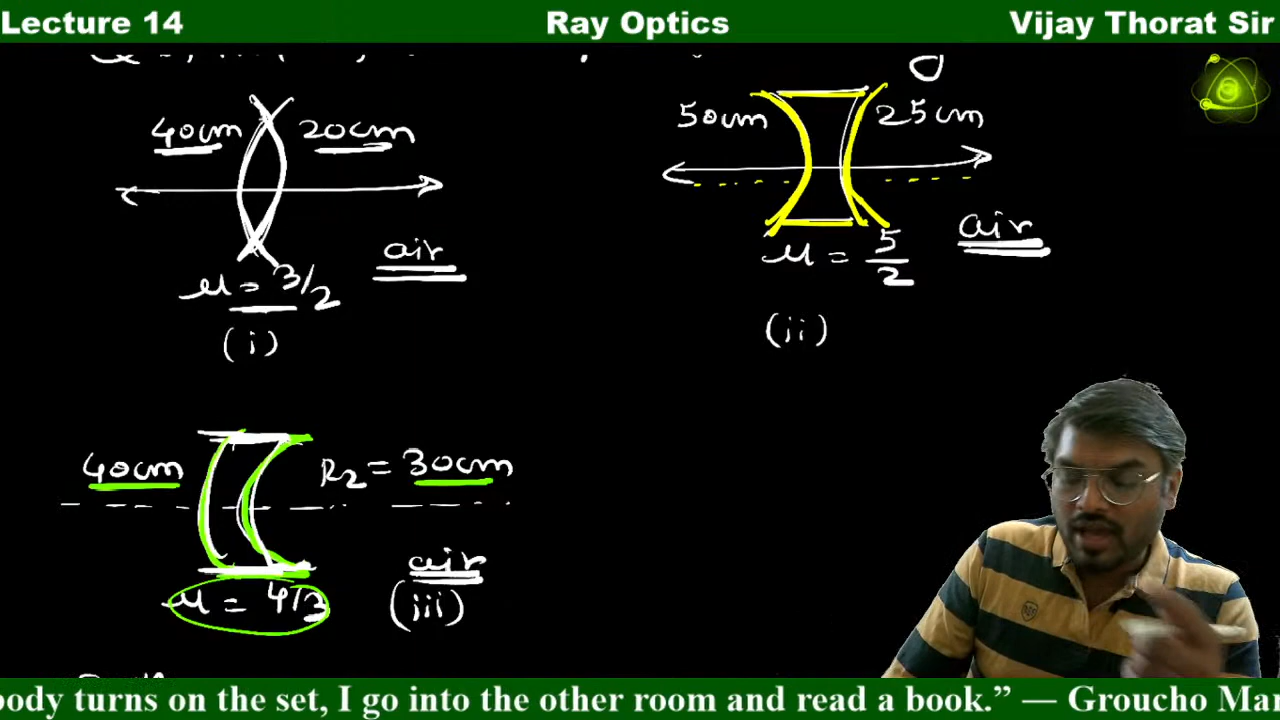 Lecture 14
Ray Optics
Vijay Thorat Sir
40cm
20cm
air
μ = 3/2
(i)
50cm
25cm
air
μ = 5/2
(ii)
40cm
R₂ = 30cm
air
μ = 4/3
(iii)
body turns on the set, I go into the other room and read a book.” — Groucho Mar